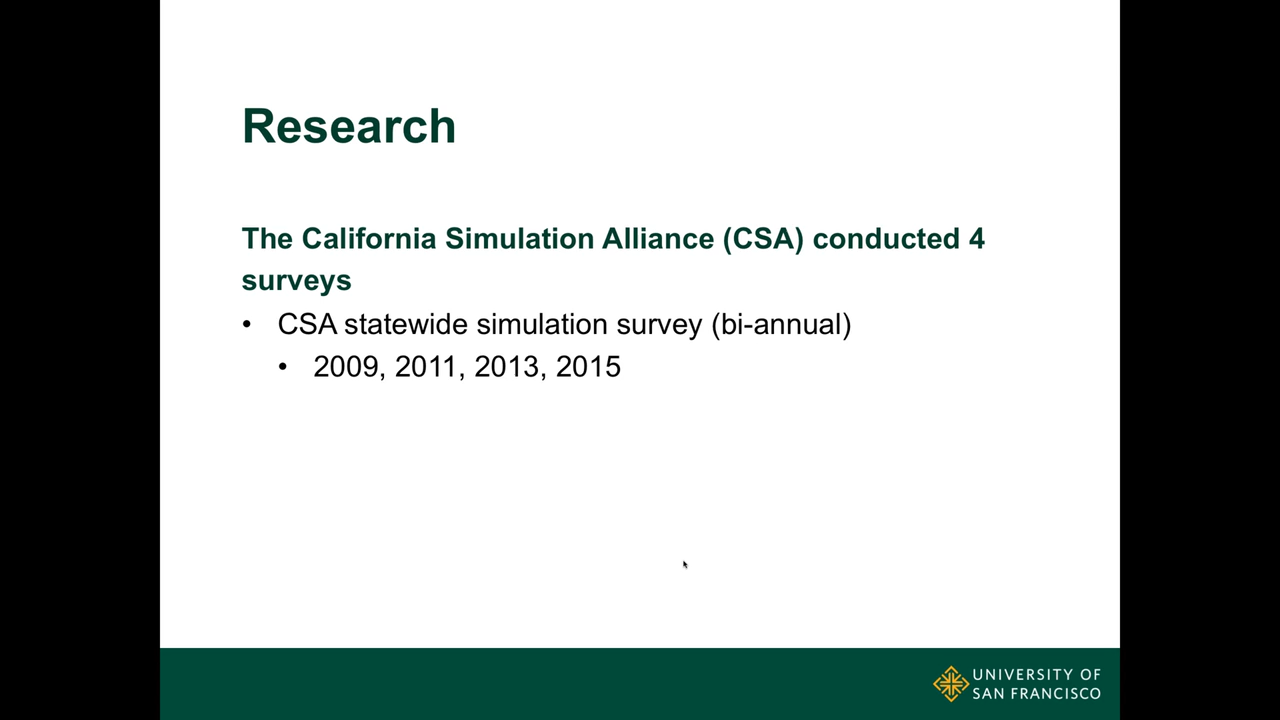 Research
The California Simulation Alliance (CSA) conducted 4
surveys
• CSA statewide simulation survey (bi-annual)
• 2009, 2011, 2013, 2015
UNIVERSITY OF
SAN FRANCISCO